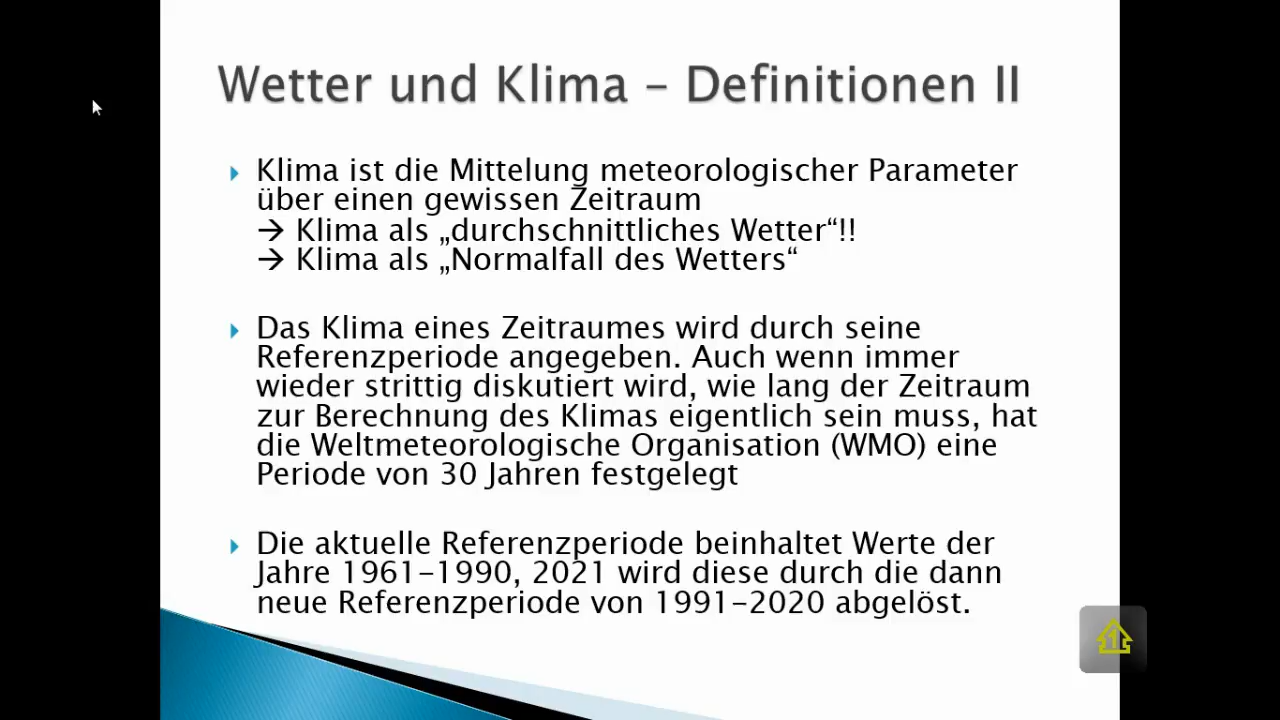 Wetter und Klima – Definitionen II
Klima ist die Mittelung meteorologischer Parameter
über einen gewissen Zeitraum
→ Klima als „durchschnittliches Wetter“!!
→ Klima als „Normalfall des Wetters“
Das Klima eines Zeitraumes wird durch seine
Referenzperiode angegeben. Auch wenn immer
wieder strittig diskutiert wird, wie lang der Zeitraum
zur Berechnung des Klimas eigentlich sein muss, hat
die Weltmeteorologische Organisation (WMO) eine
Periode von 30 Jahren festgelegt
Die aktuelle Referenzperiode beinhaltet Werte der
Jahre 1961-1990, 2021 wird diese durch die dann
neue Referenzperiode von 1991-2020 abgelöst.
1